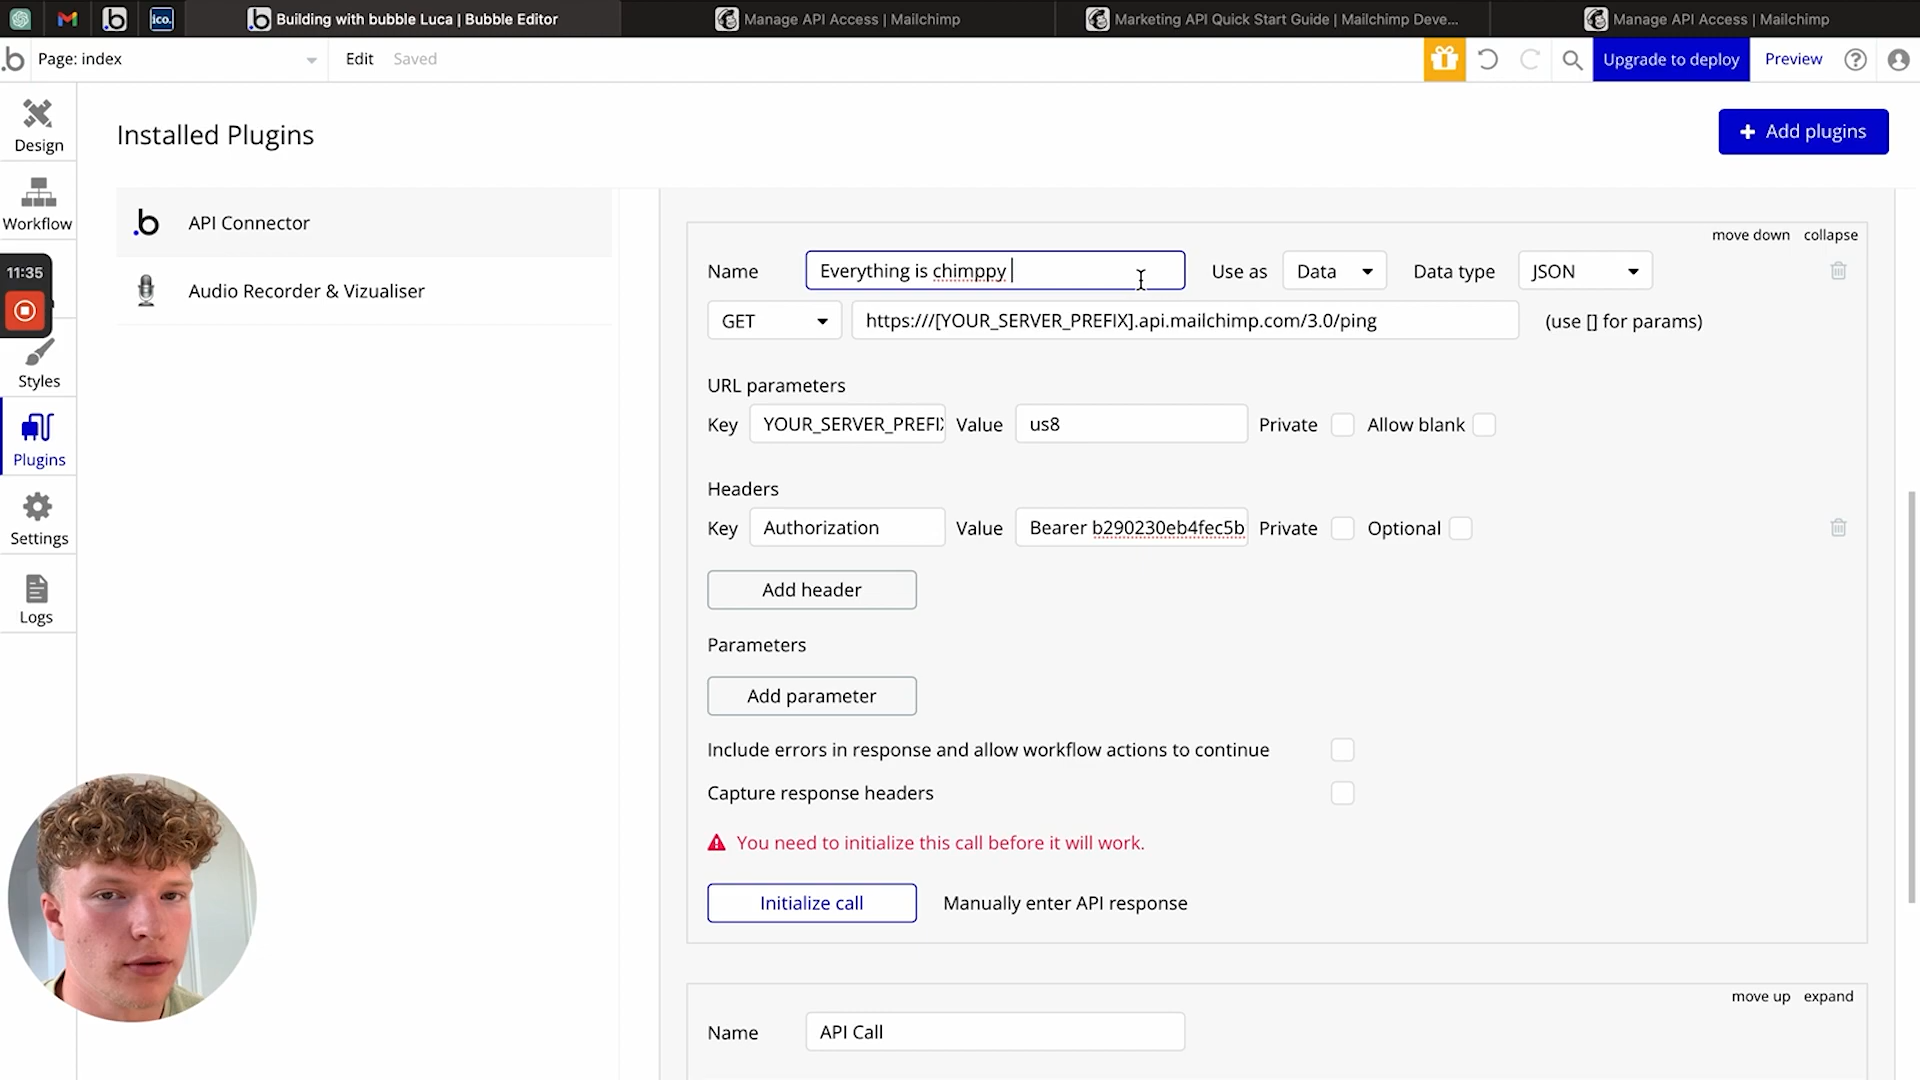 ico.
Building with bubble Luca | Bubble Editor
Manage API Access | Mailchimp
Marketing API Quick Start Guide | Mailchimp Deve...
Manage API Access | Mailchimp
Page: index
Edit
Saved
Upgrade to deploy
Preview
Design
Workflow
11:35
Styles
Plugins
Settings
Logs
Installed Plugins
+ Add plugins
API Connector
Audio Recorder & Vizualiser
move down collapse
Name Everything is chimppy Use as Data Data type JSON
GET https:///[YOUR_SERVER_PREFIX].api.mailchimp.com/3.0/ping (use [] for params)
URL parameters
Key YOUR_SERVER_PREFI Value us8 Private Allow blank
Headers
Key Authorization Value Bearer b290230eb4fec5b Private Optional
Add header
Parameters
Add parameter
Include errors in response and allow workflow actions to continue
Capture response headers
You need to initialize this call before it will work.
Initialize call Manually enter API response
move up expand
Name API Call